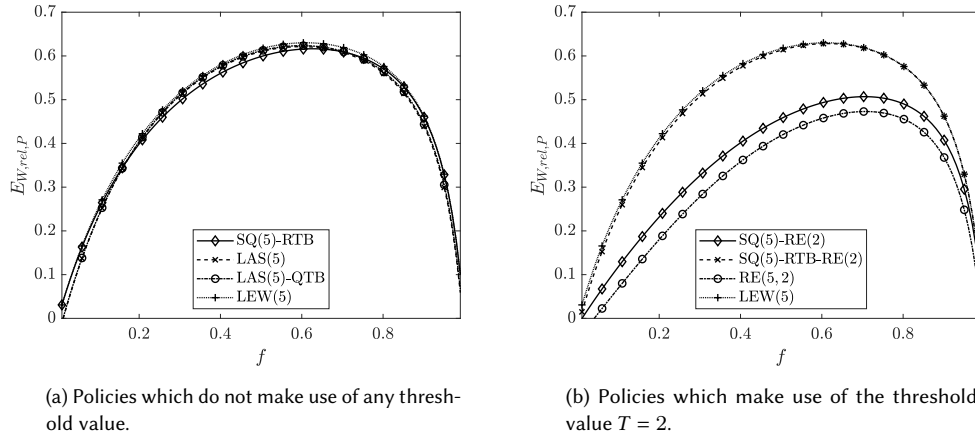 0.7
0.6
0.5
0.4
0.3
0.2
0.1
0
E_{W,rel,P}
SQ(5)-RTB
LAS(5)
LAS(5)-QTB
LEW(5)
0.2 0.4 0.6 0.8
f
(a) Policies which do not make use of any thresh-
old value.
0.7
0.6
0.5
0.4
0.3
0.2
0.1
0
E_{W,rel,P}
SQ(5)-RE(2)
SQ(5)-RTB-RE(2)
RE(5, 2)
LEW(5)
0.2 0.4 0.6 0.8
f
(b) Policies which make use of the threshold
value T = 2.